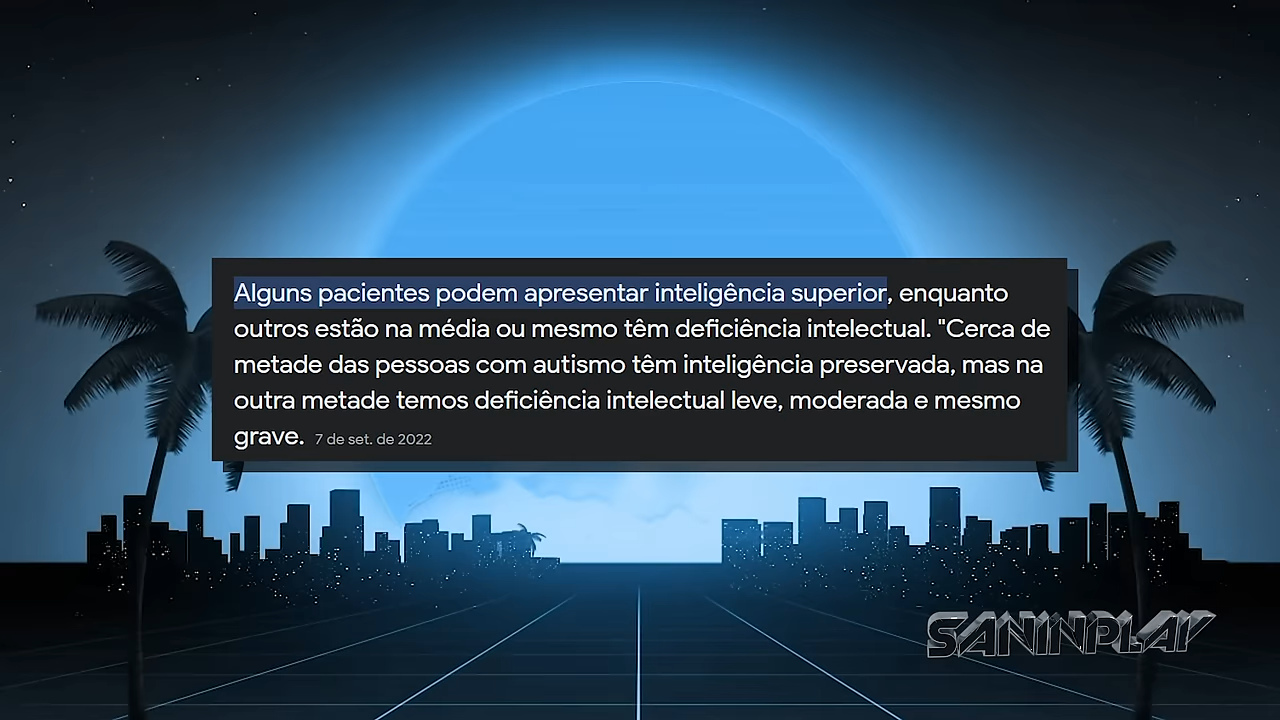 Alguns pacientes podem apresentar inteligência superior, enquanto
outros estão na média ou mesmo têm deficiência intelectual. "Cerca de
metade das pessoas com autismo têm inteligência preservada, mas na
outra metade temos deficiência intelectual leve, moderada e mesmo
grave. 7 de set. de 2022
SANINPLAY